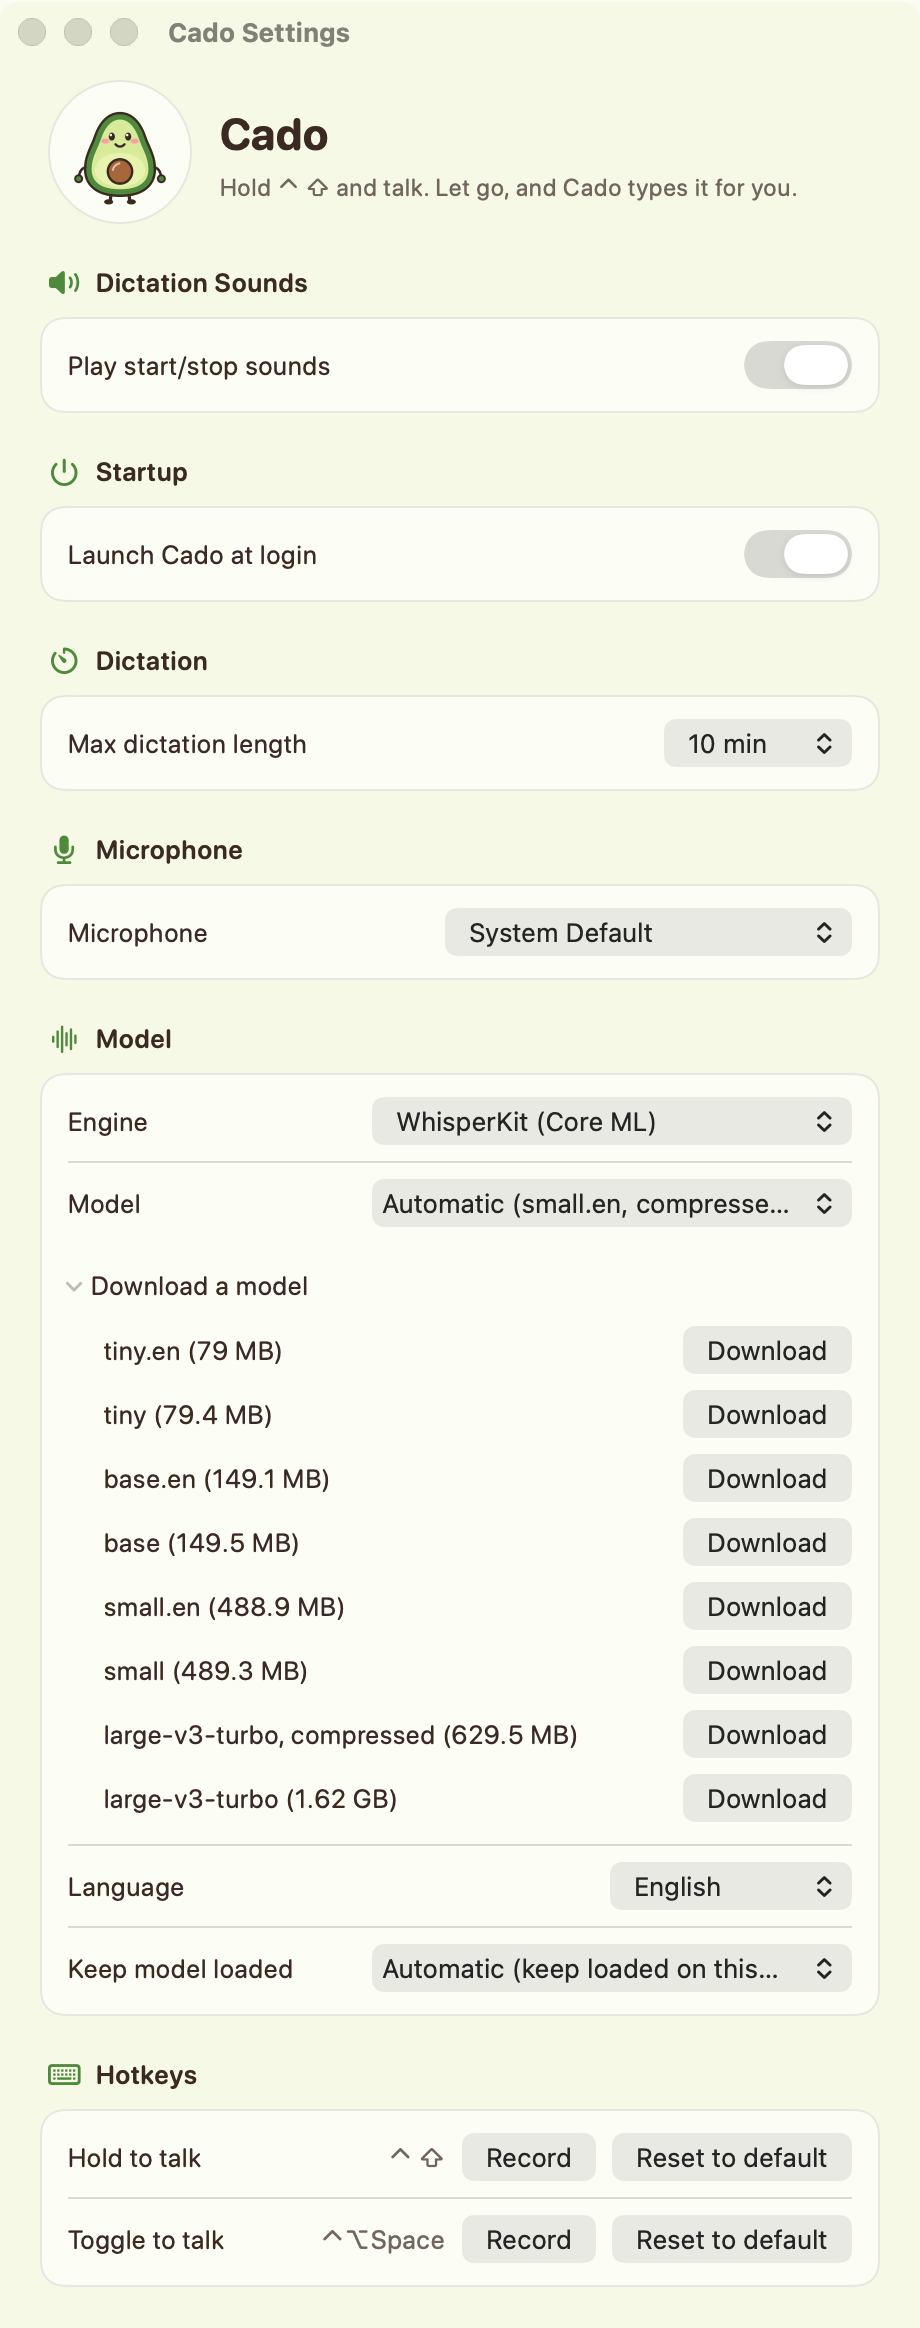 Cado Settings
Cado
Hold ⌃ ⇧ and talk. Let go, and Cado types it for you.
Dictation Sounds
Play start/stop sounds
Startup
Launch Cado at login
Dictation
Max dictation length 10 min
Microphone
Microphone System Default
Model
Engine WhisperKit (Core ML)
Model Automatic (small.en, compresse...
Download a model
tiny.en (79 MB) Download
tiny (79.4 MB) Download
base.en (149.1 MB) Download
base (149.5 MB) Download
small.en (488.9 MB) Download
small (489.3 MB) Download
large-v3-turbo, compressed (629.5 MB) Download
large-v3-turbo (1.62 GB) Download
Language English
Keep model loaded Automatic (keep loaded on this...
Hotkeys
Hold to talk ⌃ ⇧ Record Reset to default
Toggle to talk ⌃⌥Space Record Reset to default